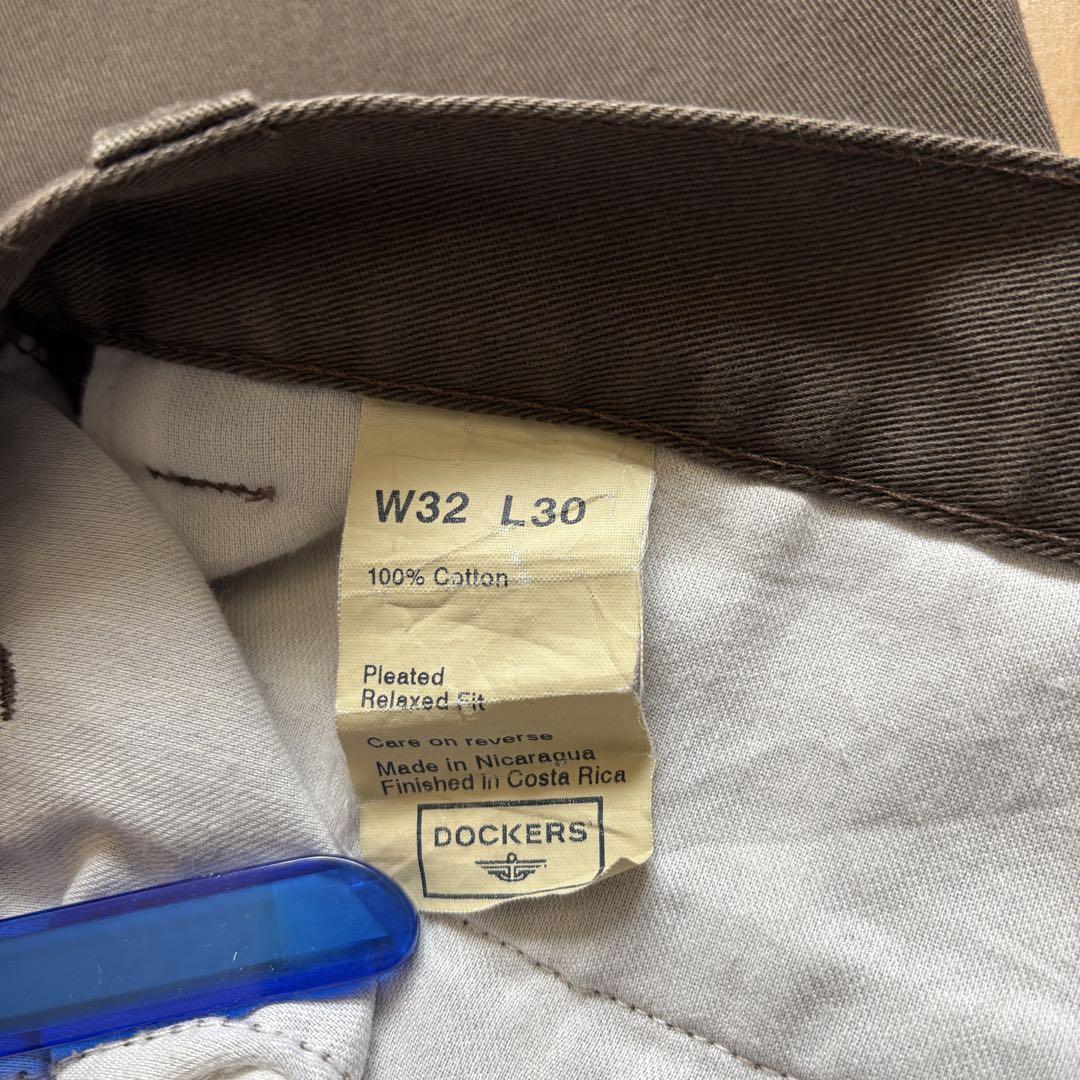 W32 L30
100% Cotton
Pleated
Relaxed Fit
Care on reverse
Made in Nicaragua
Finished in Costa Rica
DOCKERS